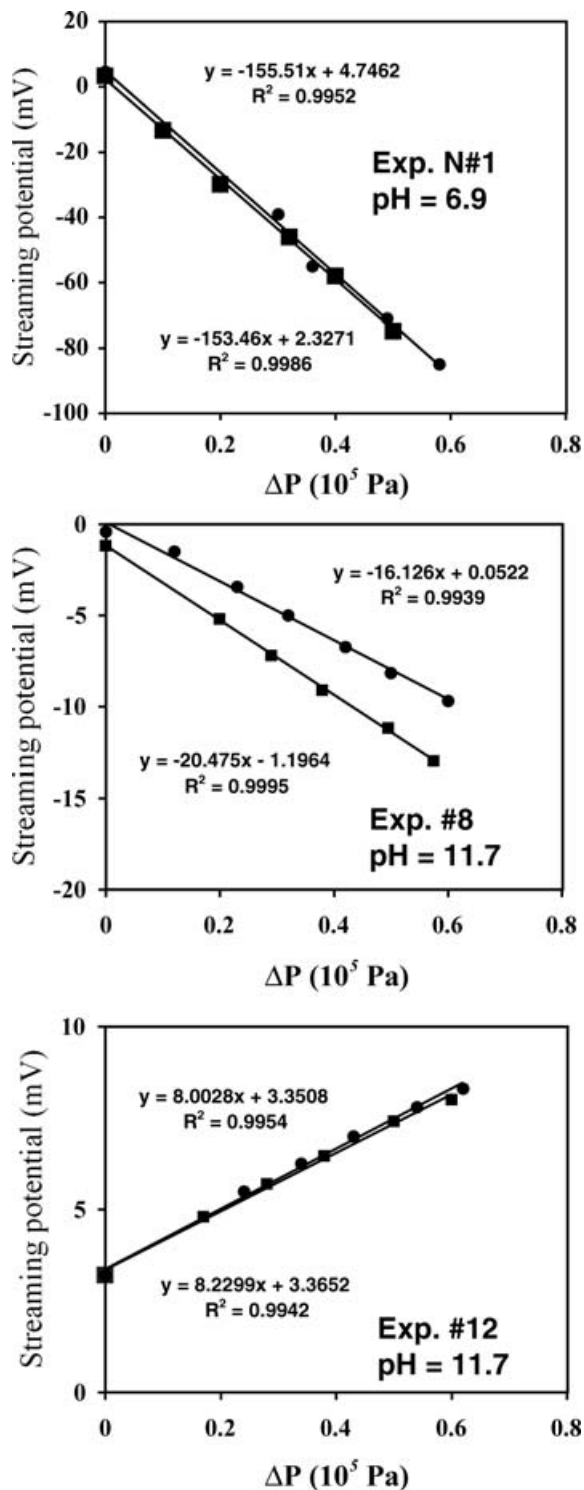 20
0
-20
-40
-60
-80
-100
Streaming potential (mV)
y = -155.51x + 4.7462
R² = 0.9952
Exp. N#1
pH = 6.9
y = -153.46x + 2.3271
R² = 0.9986
0 0.2 0.4 0.6 0.8
ΔP (10⁵ Pa)
0
-5
-10
-15
-20
Streaming potential (mV)
y = -16.126x + 0.0522
R² = 0.9939
y = -20.475x - 1.1964
R² = 0.9995
Exp. #8
pH = 11.7
0 0.2 0.4 0.6 0.8
ΔP (10⁵ Pa)
10
5
0
Streaming potential (mV)
y = 8.0028x + 3.3508
R² = 0.9954
y = 8.2299x + 3.3652
R² = 0.9942
Exp. #12
pH = 11.7
0 0.2 0.4 0.6 0.8
ΔP (10⁵ Pa)